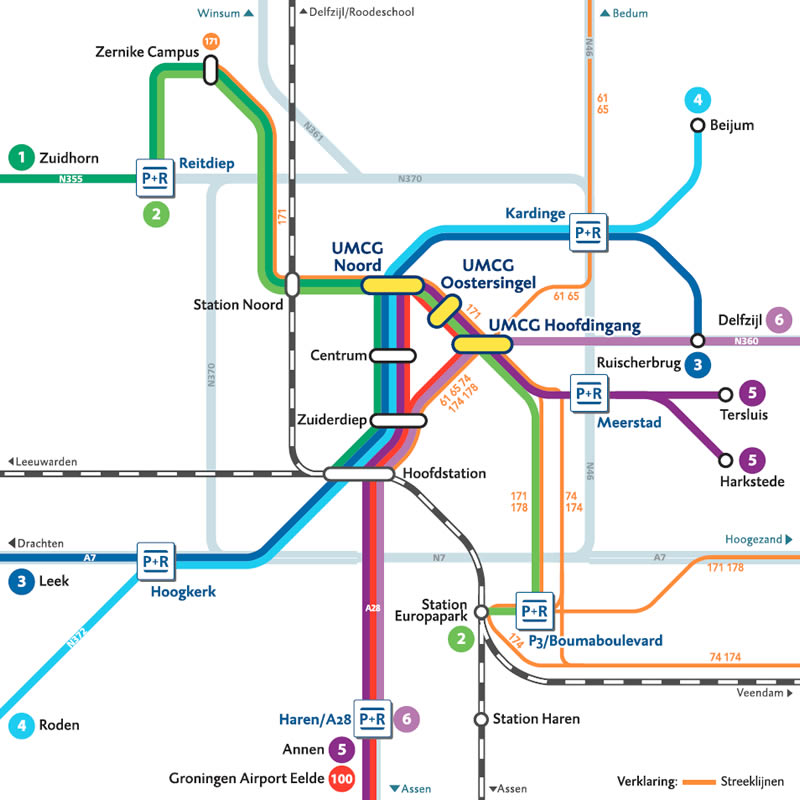 Winsum
Delfzijl/Roodeschool
Bedum
Zernike Campus
171
N46
61
65
4
Beijum
N361
1 Zuidhorn
N355
P+R
Reitdiep
2
N370
171
Kardinge
P+R
UMCG
Noord
UMCG
Oostersingel
61 65
171
Station Noord
UMCG Hoofdingang
Delfzijl 6
N360
Centrum
Ruischerbrug 3
N370
61 65 74
174 178
P+R
Meerstad
5
Tersluis
Zuiderdiep
5
Harkstede
Leeuwarden
Hoofdstation
N46
171
178
74
174
Drachten
A7
P+R
Hoogkerk
N7
A7
Hoogezand
171 178
3 Leek
A28
Station
Europapark
2
P+R
P3/Boumaboulevard
174
74 174
N372
Veendam
4 Roden
Haren/A28
P+R
6
Station Haren
Annen 5
Groningen Airport Eelde 100
Assen
Assen
Verklaring:
Streeklijnen